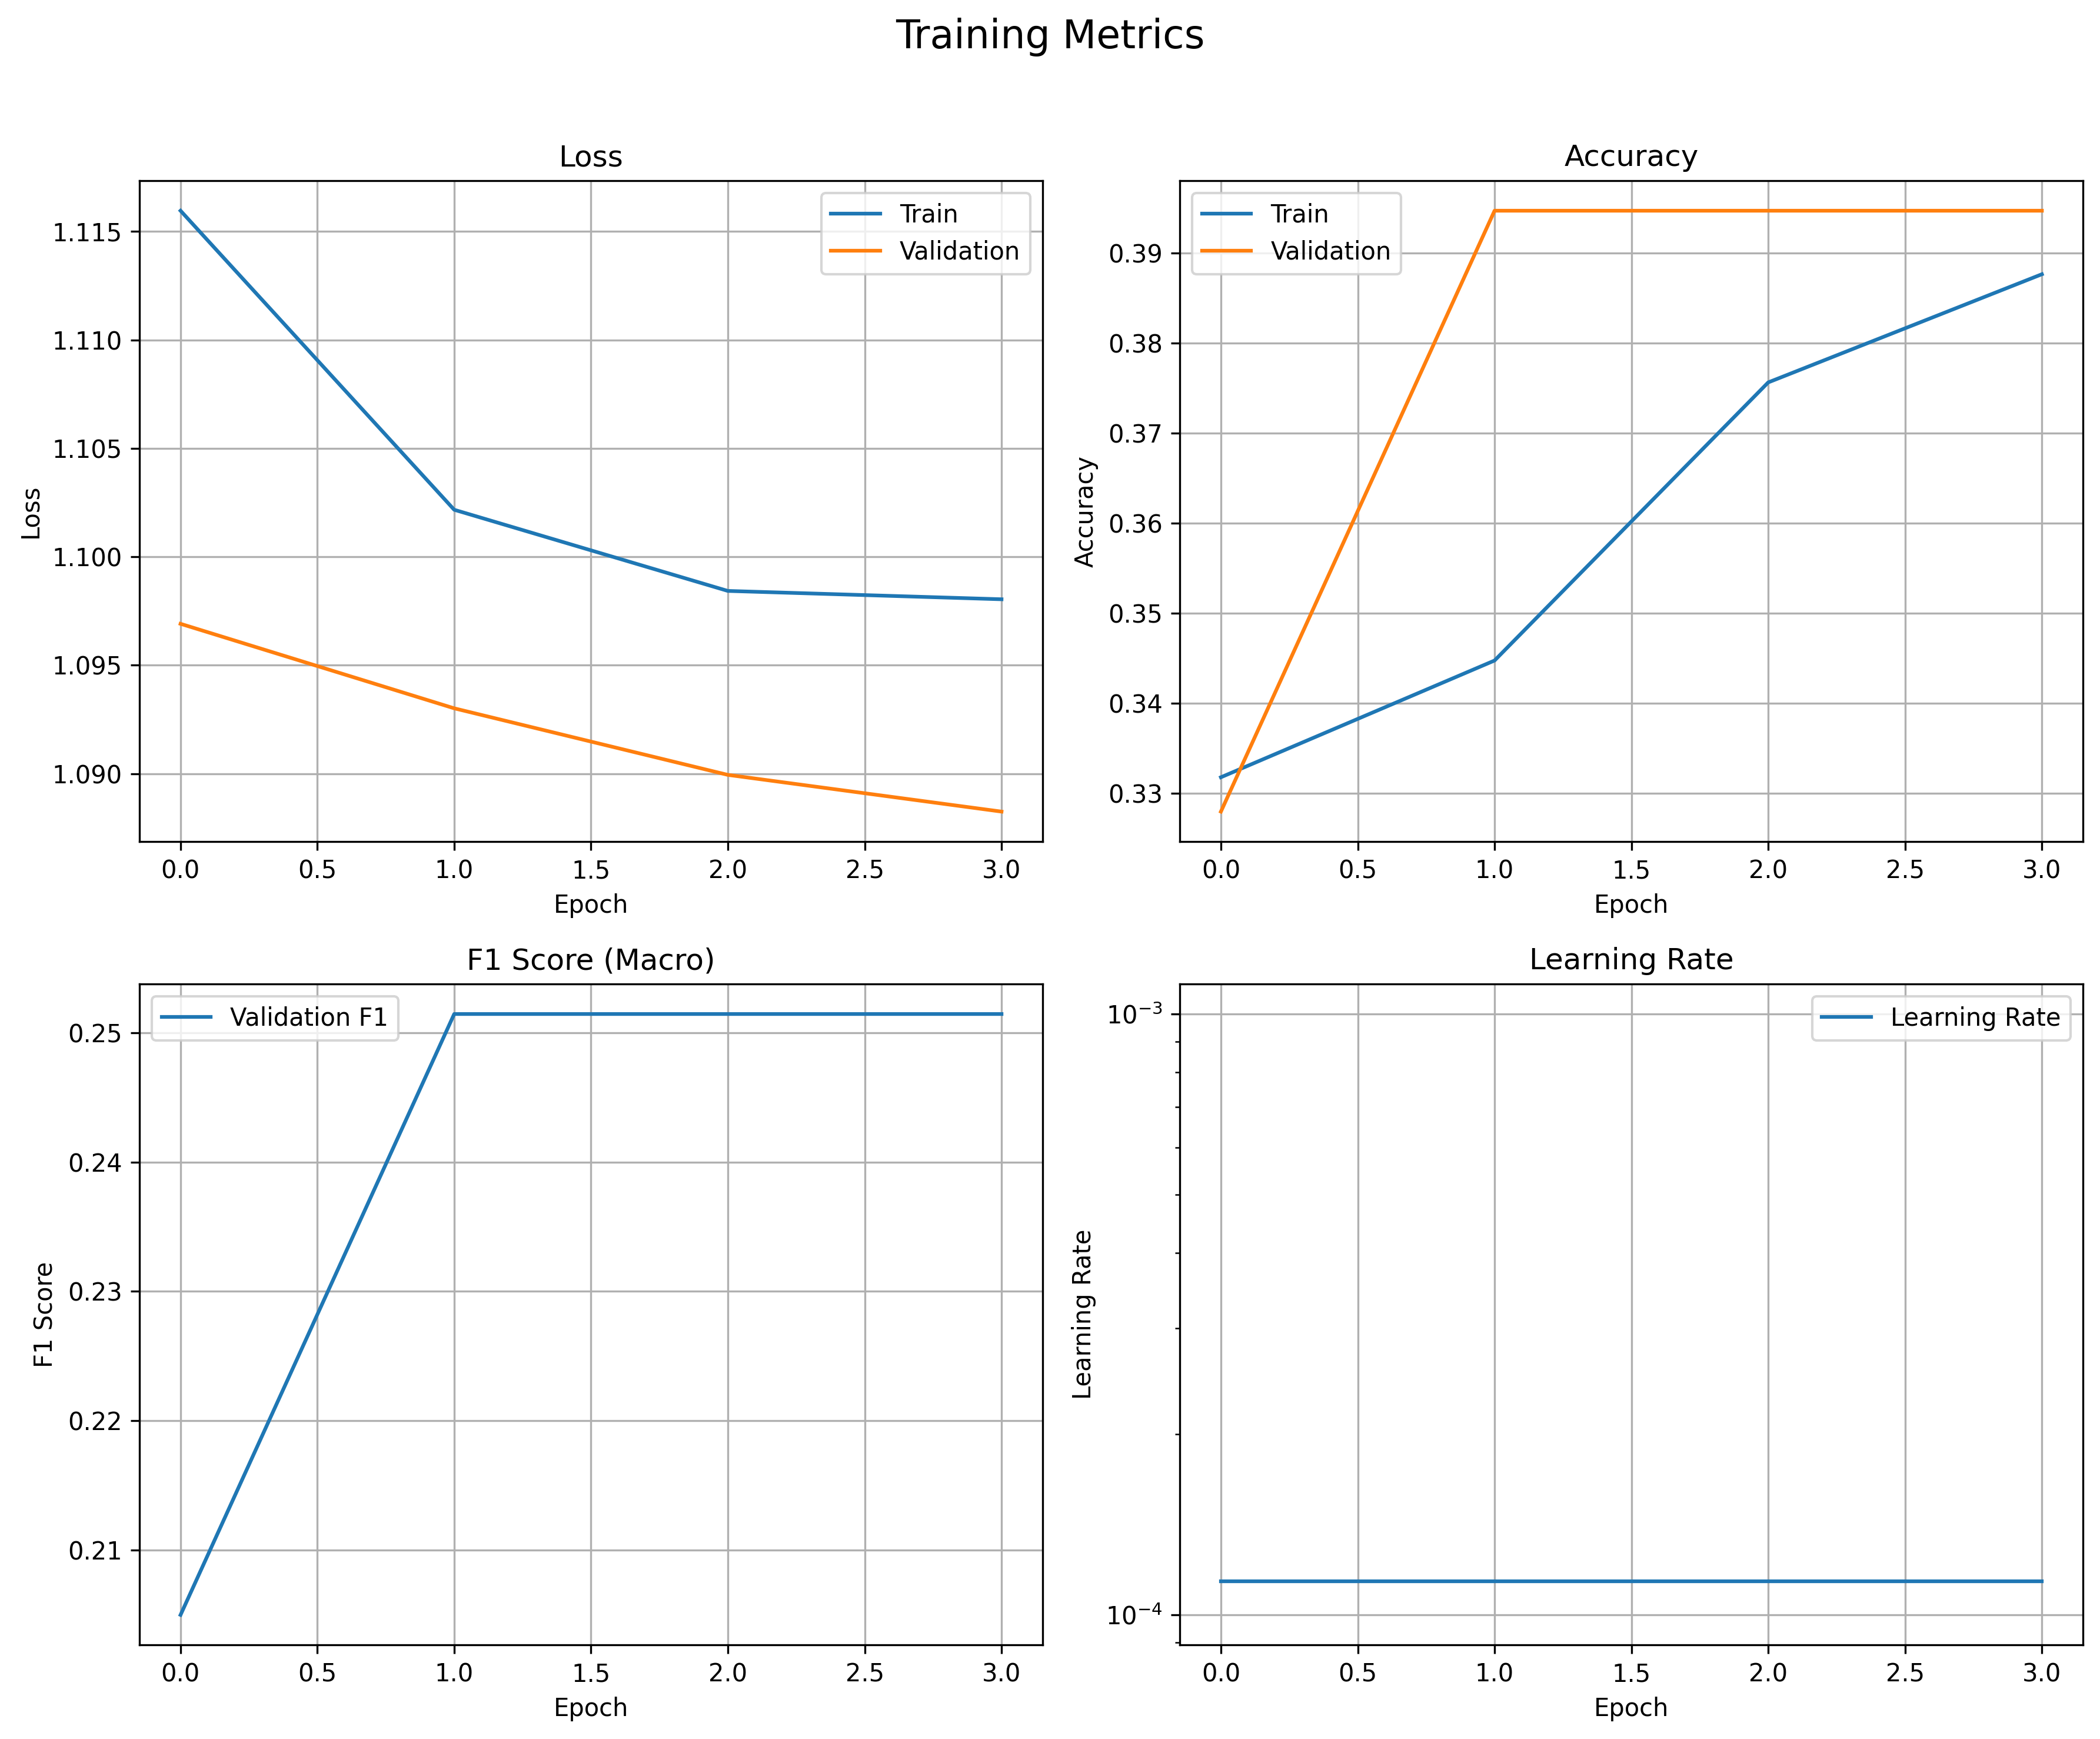 Training Metrics
Loss
Train
Validation
1.115
1.110
1.105
1.100
1.095
1.090
Loss
0.0 0.5 1.0 1.5 2.0 2.5 3.0
Epoch
Accuracy
Train
Validation
0.39
0.38
0.37
0.36
0.35
0.34
0.33
Accuracy
0.0 0.5 1.0 1.5 2.0 2.5 3.0
Epoch
F1 Score (Macro)
Validation F1
0.25
0.24
0.23
0.22
0.21
F1 Score
0.0 0.5 1.0 1.5 2.0 2.5 3.0
Epoch
Learning Rate
Learning Rate
10⁻³
10⁻⁴
Learning Rate
0.0 0.5 1.0 1.5 2.0 2.5 3.0
Epoch